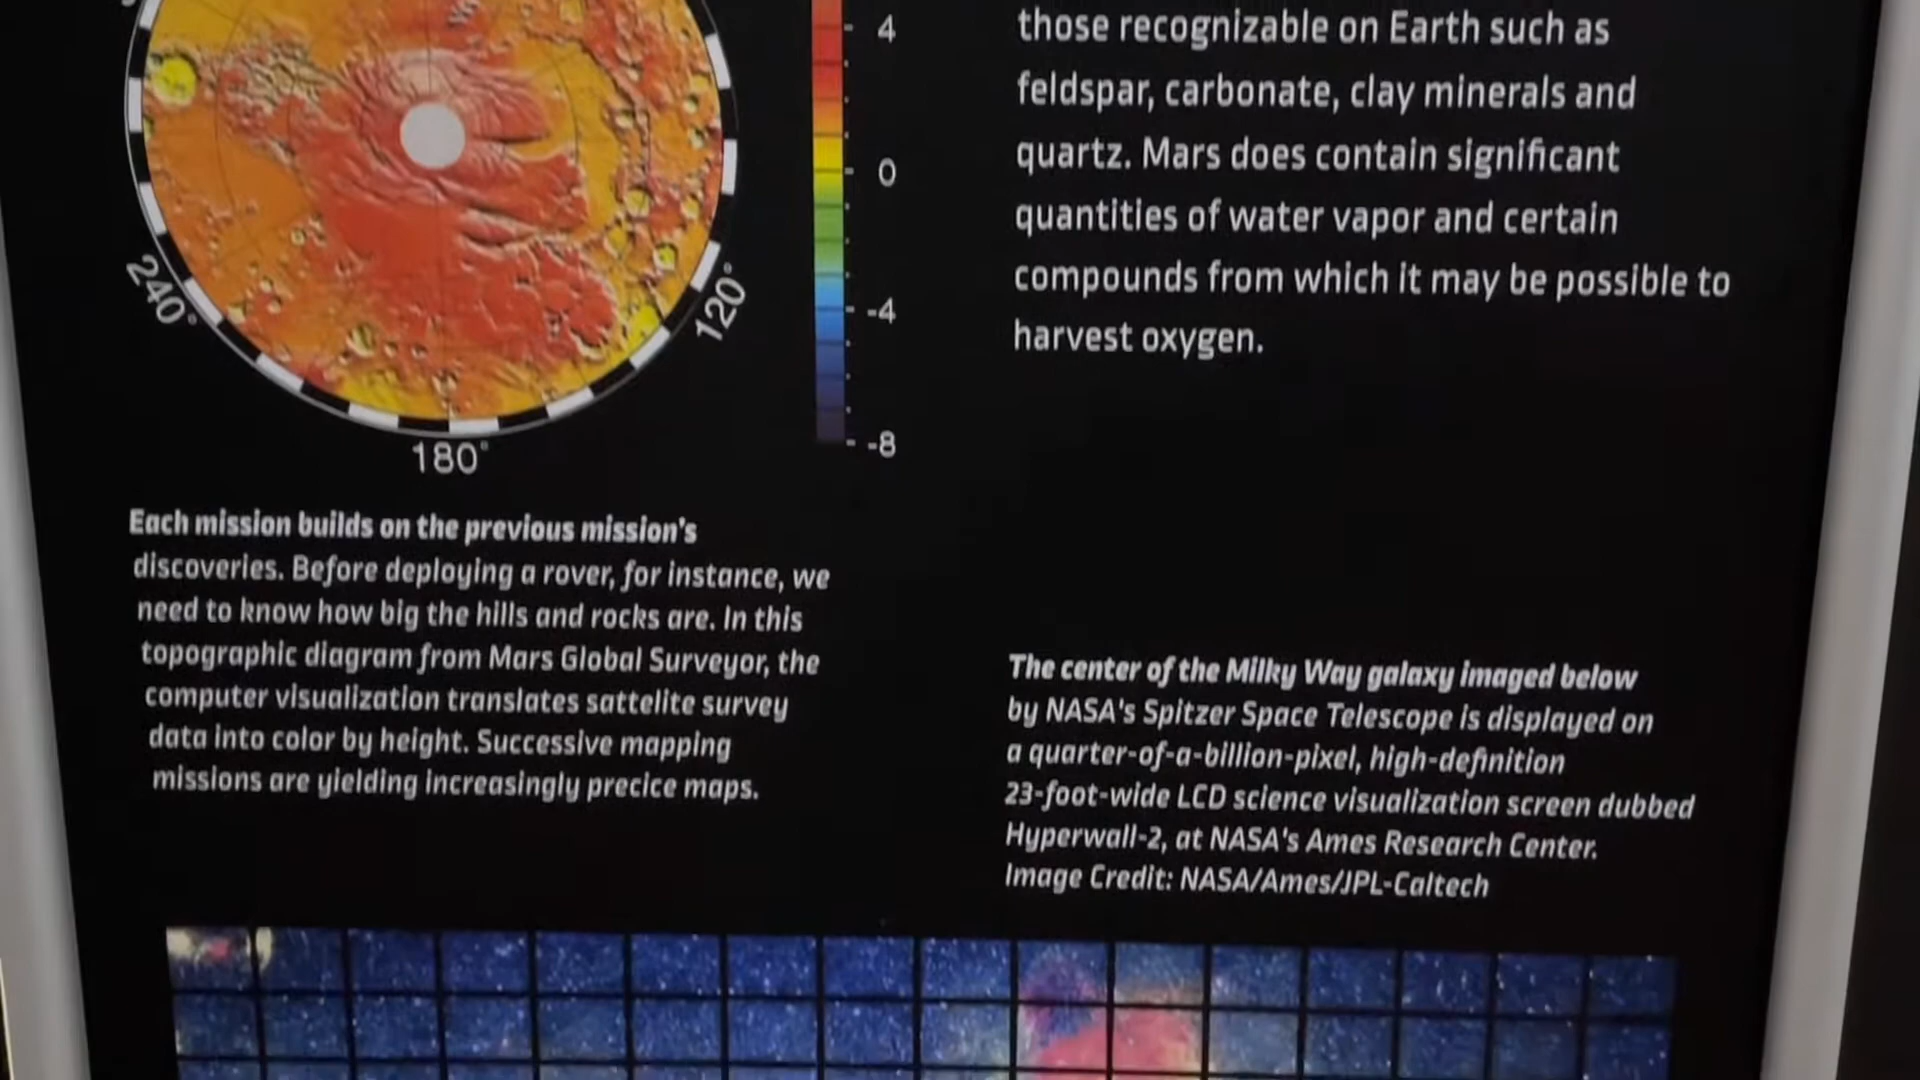 4
0
-4
-8
240°
180°
120°
Each mission builds on the previous mission's
discoveries. Before deploying a rover, for instance, we
need to know how big the hills and rocks are. In this
topographic diagram from Mars Global Surveyor, the
computer visualization translates sattelite survey
data into color by height. Successive mapping
missions are yielding increasingly precice maps.
those recognizable on Earth such as
feldspar, carbonate, clay minerals and
quartz. Mars does contain significant
quantities of water vapor and certain
compounds from which it may be possible to
harvest oxygen.
The center of the Milky Way galaxy imaged below
by NASA's Spitzer Space Telescope is displayed on
a quarter-of-a-billion-pixel, high-definition
23-foot-wide LCD science visualization screen dubbed
Hyperwall-2, at NASA's Ames Research Center.
Image Credit: NASA/Ames/JPL-Caltech